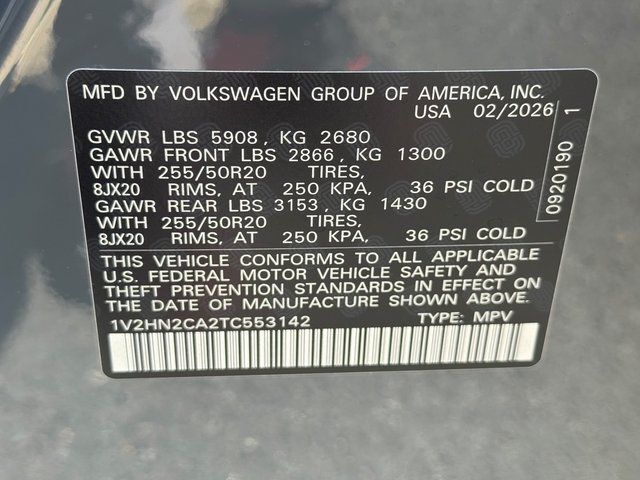 MFD BY VOLKSWAGEN GROUP OF AMERICA, INC.
USA 02/2026
GVWR LBS 5908, KG 2680
GAWR FRONT LBS 2866, KG 1300
WITH 255/50R20 TIRES,
8JX20 RIMS, AT 250 KPA, 36 PSI COLD
GAWR REAR LBS 3153, KG 1430
WITH 255/50R20 TIRES,
8JX20 RIMS, AT 250 KPA, 36 PSI COLD
THIS VEHICLE CONFORMS TO ALL APPLICABLE
U.S. FEDERAL MOTOR VEHICLE SAFETY AND
THEFT PREVENTION STANDARDS IN EFFECT ON
THE DATE OF MANUFACTURE SHOWN ABOVE.
1V2HN2CA2TC553142 TYPE: MPV
0920190 1